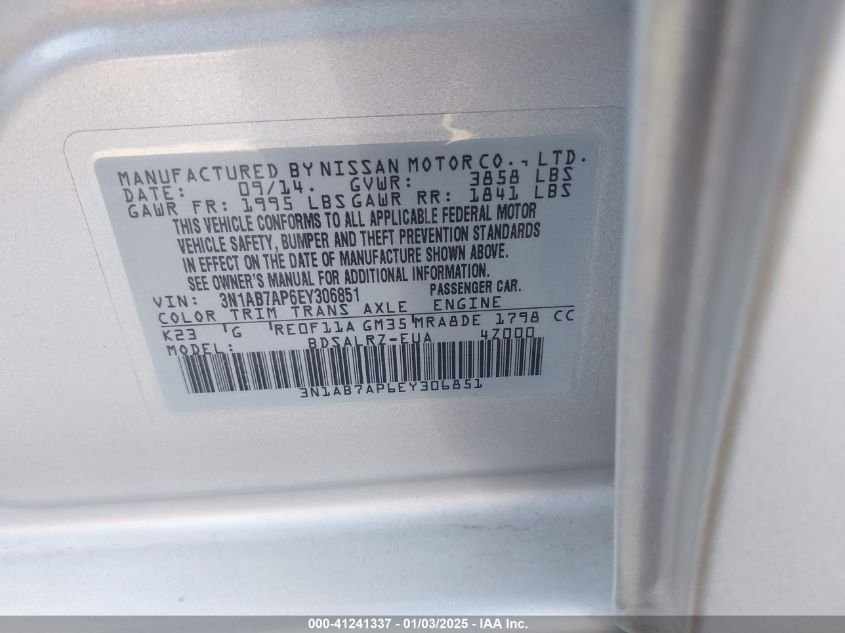 MANUFACTURED BY NISSAN MOTOR CO., LTD.
DATE: 09/14. GVWR: 3858 LBS
GAWR FR: 1995 LBS GAWR RR: 1841 LBS
THIS VEHICLE CONFORMS TO ALL APPLICABLE FEDERAL MOTOR
VEHICLE SAFETY, BUMPER AND THEFT PREVENTION STANDARDS
IN EFFECT ON THE DATE OF MANUFACTURE SHOWN ABOVE.
SEE OWNER'S MANUAL FOR ADDITIONAL INFORMATION.
VIN: 3N1AB7AP6EY306851 PASSENGER CAR.
COLOR TRIM TRANS AXLE ENGINE
K23 G RE0F11A GM35 MRA8DE 1798 CC
MODEL: BDSALRZ-EUA 4Z000
3N1AB7AP6EY306851
000-41241337 - 01/03/2025 - IAA Inc.